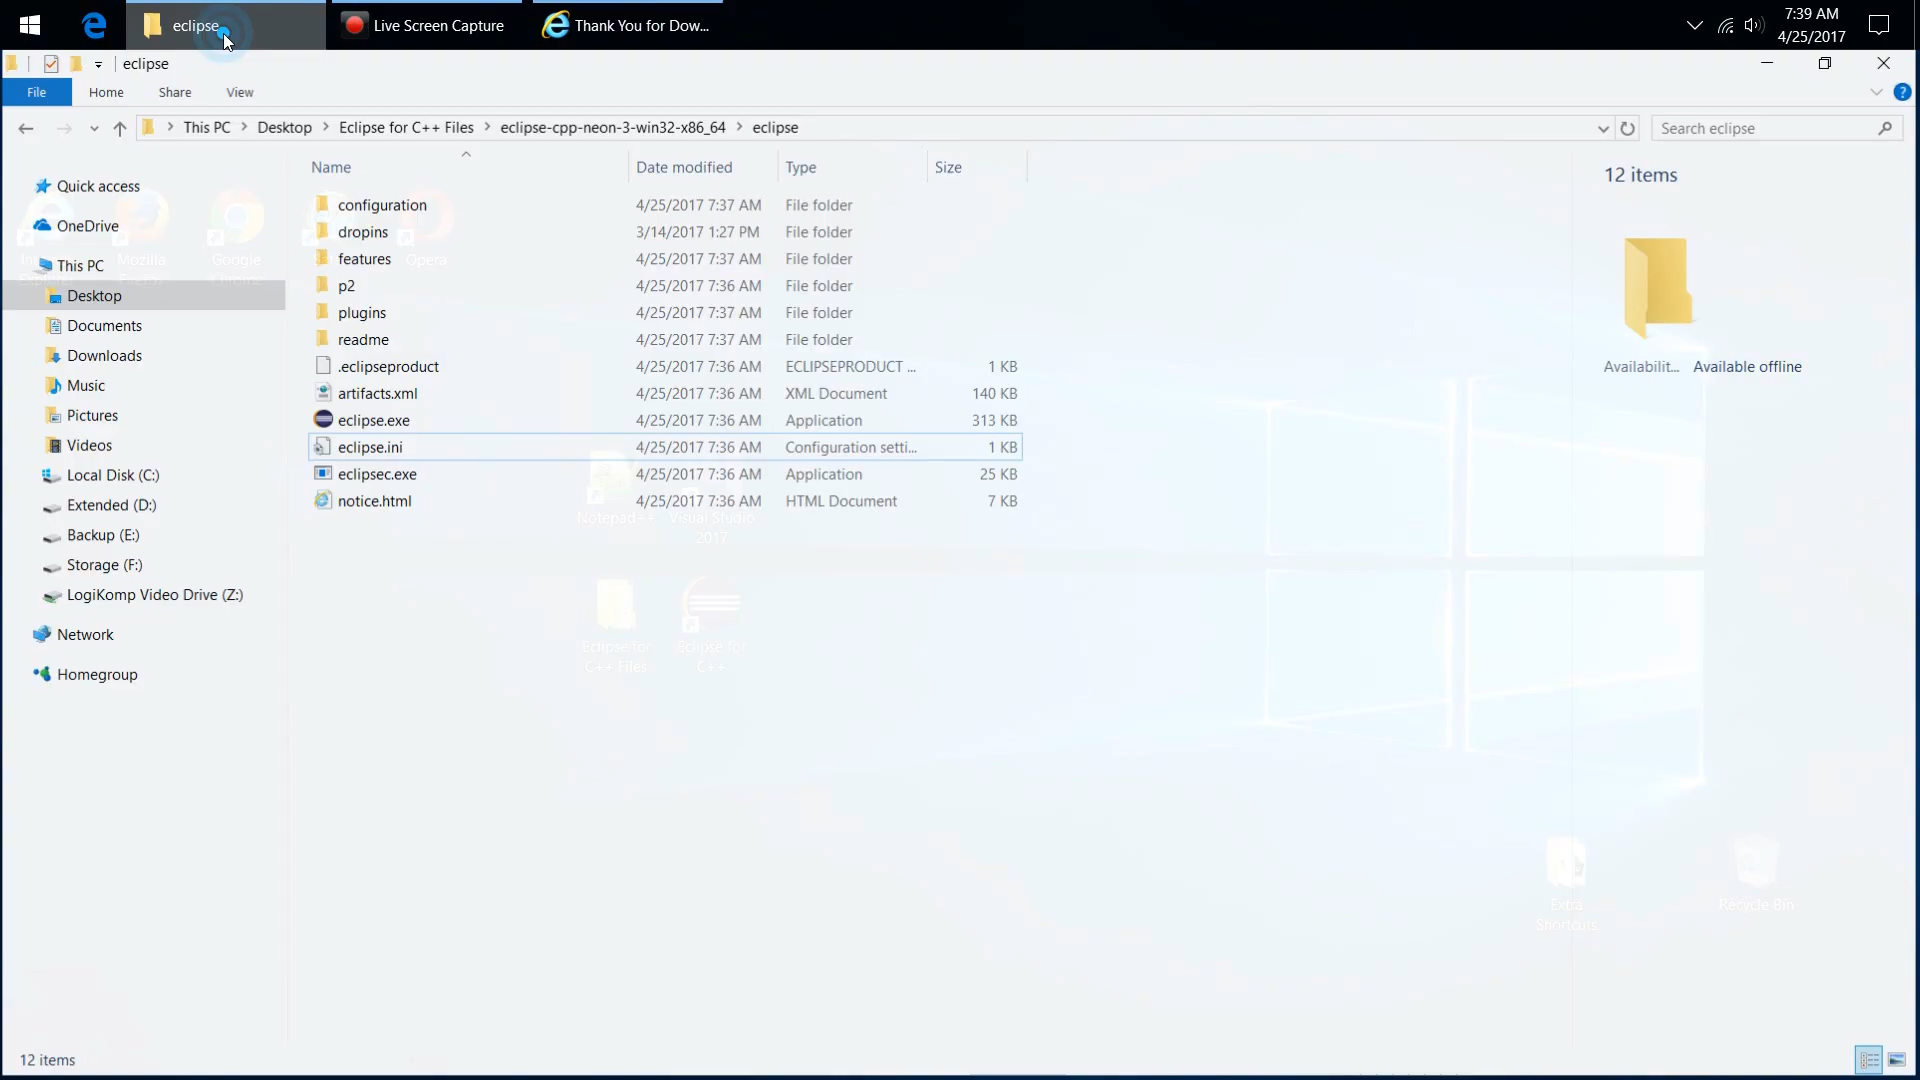 eclipse
Live Screen Capture
Thank You for Dow...
7:39 AM
4/25/2017
eclipse
File Home Share View
This PC Desktop Eclipse for C++ Files eclipse-cpp-neon-3-win32-x86_64 eclipse
Search eclipse
Quick access
OneDrive
This PC
Desktop
Documents
Downloads
Music
Pictures
Videos
Local Disk (C:)
Extended (D:)
Backup (E:)
Storage (F:)
LogiKomp Video Drive (Z:)
Network
Homegroup
Name Date modified Type Size
configuration 4/25/2017 7:37 AM File folder
dropins 3/14/2017 1:27 PM File folder
features 4/25/2017 7:37 AM File folder
p2 4/25/2017 7:36 AM File folder
plugins 4/25/2017 7:37 AM File folder
readme 4/25/2017 7:37 AM File folder
.eclipseproduct 4/25/2017 7:36 AM ECLIPSEPRODUCT ... 1 KB
artifacts.xml 4/25/2017 7:36 AM XML Document 140 KB
eclipse.exe 4/25/2017 7:36 AM Application 313 KB
eclipse.ini 4/25/2017 7:36 AM Configuration setti... 1 KB
eclipsec.exe 4/25/2017 7:36 AM Application 25 KB
notice.html 4/25/2017 7:36 AM HTML Document 7 KB
12 items
Availabilit... Available offline
Mozilla
Google
Chrome
Opera
Notepad++
Visual Studio
2017
Eclipse for
C++ Files
Eclipse for
C++
Extra
Shortcuts
Recycle Bin
12 items